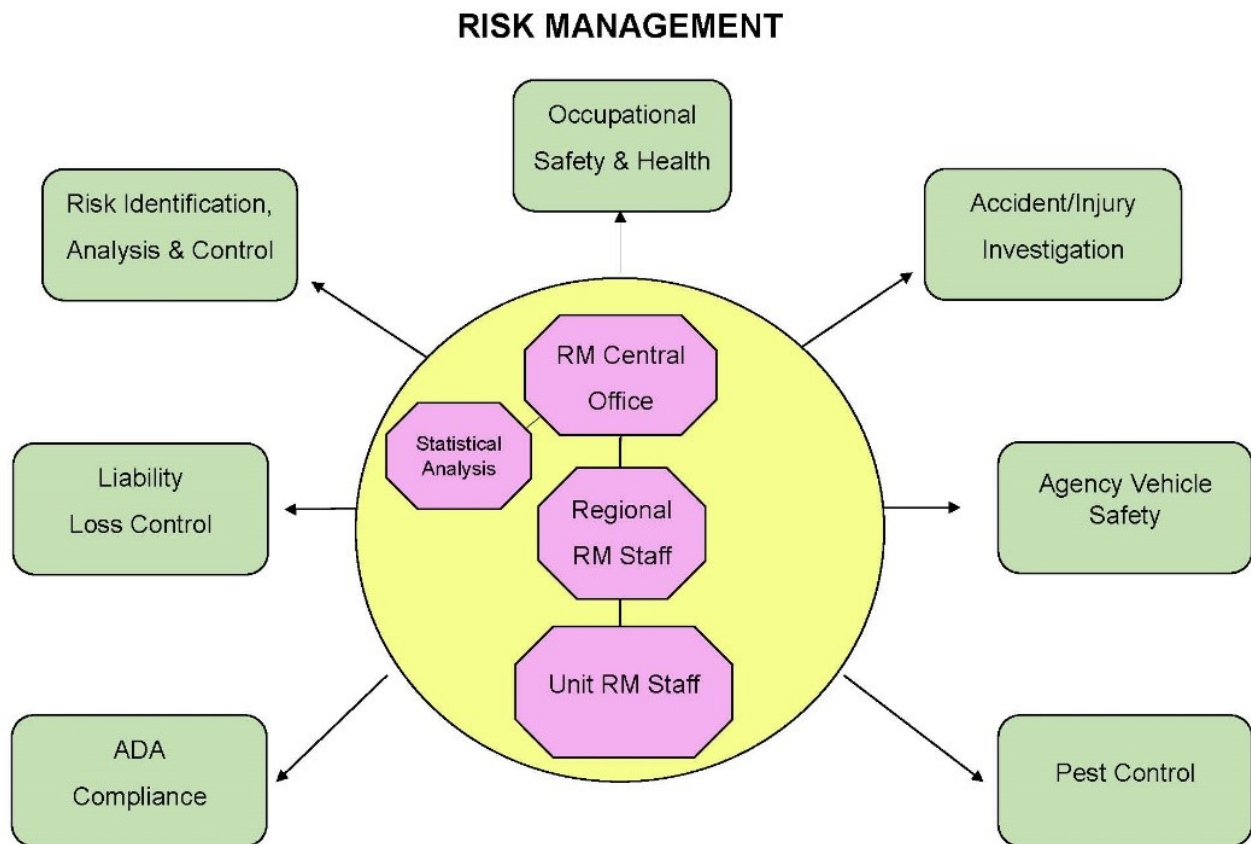 RISK MANAGEMENT
Occupational
Safety & Health
Risk Identification,
Analysis & Control
Accident/Injury
Investigation
RM Central
Office
Statistical
Analysis
Liability
Loss Control
Regional
RM Staff
Agency Vehicle
Safety
Unit RM Staff
ADA
Compliance
Pest Control